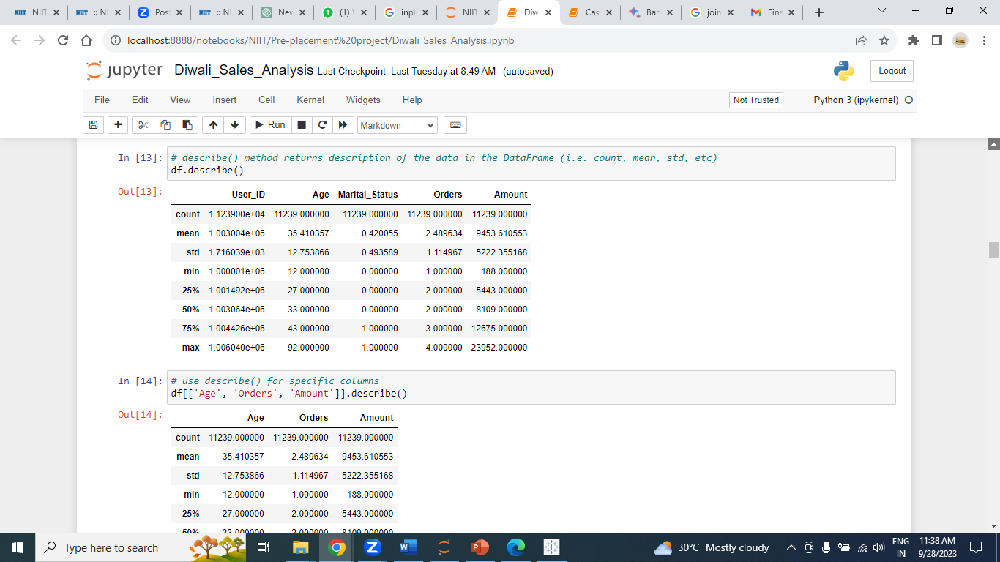 NIIT :: NI Post :: NI New (1) \ inpl NIIT Diw Cas Bar join Fina
localhost:8888/notebooks/NIIT/Pre-placement%20project/Diwali_Sales_Analysis.ipynb
jupyter Diwali_Sales_Analysis Last Checkpoint: Last Tuesday at 8:49 AM (autosaved) Logout
File Edit View Insert Cell Kernel Widgets Help Not Trusted Python 3 (ipykernel)
Run Markdown
In [13]: # describe() method returns description of the data in the DataFrame (i.e. count, mean, std, etc)
df.describe()
Out[13]:
User_ID Age Marital_Status Orders Amount
count 1.123900e+04 11239.000000 11239.000000 11239.000000 11239.000000
mean 1.003004e+06 35.410357 0.420055 2.489634 9453.610553
std 1.716039e+03 12.753866 0.493589 1.114967 5222.355168
min 1.000001e+06 12.000000 0.000000 1.000000 188.000000
25% 1.001492e+06 27.000000 0.000000 2.000000 5443.000000
50% 1.003064e+06 33.000000 0.000000 2.000000 8109.000000
75% 1.004426e+06 43.000000 1.000000 3.000000 12675.000000
max 1.006040e+06 92.000000 1.000000 4.000000 23952.000000
In [14]: # use describe() for specific columns
df[['Age', 'Orders', 'Amount']].describe()
Out[14]:
Age Orders Amount
count 11239.000000 11239.000000 11239.000000
mean 35.410357 2.489634 9453.610553
std 12.753866 1.114967 5222.355168
min 12.000000 1.000000 188.000000
25% 27.000000 2.000000 5443.000000
50% 33.000000 2.000000 8109.000000
Type here to search 30°C Mostly cloudy ENG 11:38 AM
IN 9/28/2023